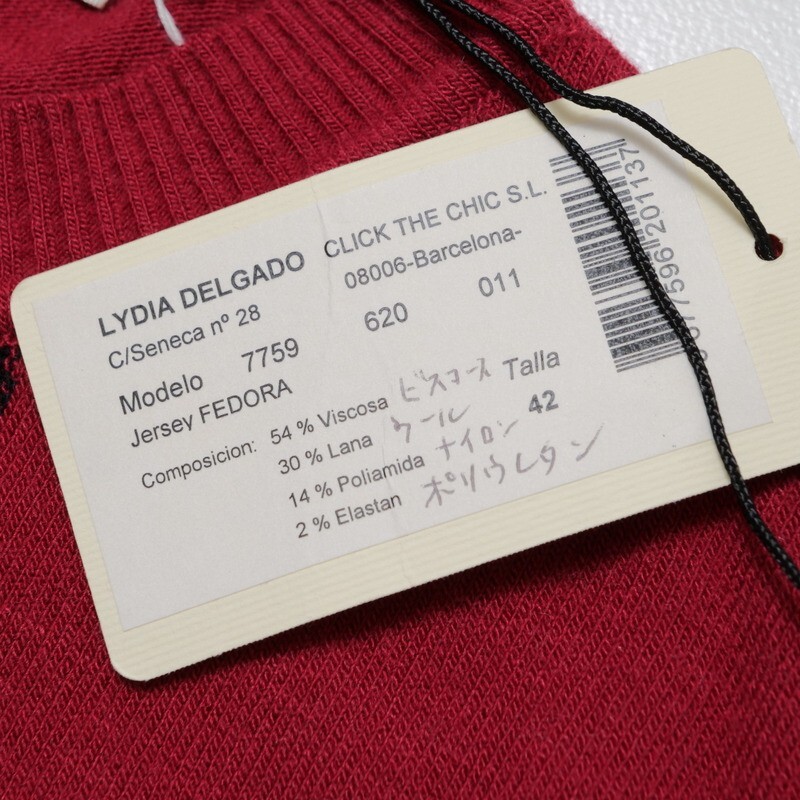 LYDIA DELGADO CLICK THE CHIC S.L.
C/Seneca nº 28 08006-Barcelona-
Modelo 7759 620 011
Jersey FEDORA
Composicion: 54 % Viscosa ビスコース Talla
30 % Lana ウール 42
14 % Poliamida ナイロン
2 % Elastan ポリウレタン
201137